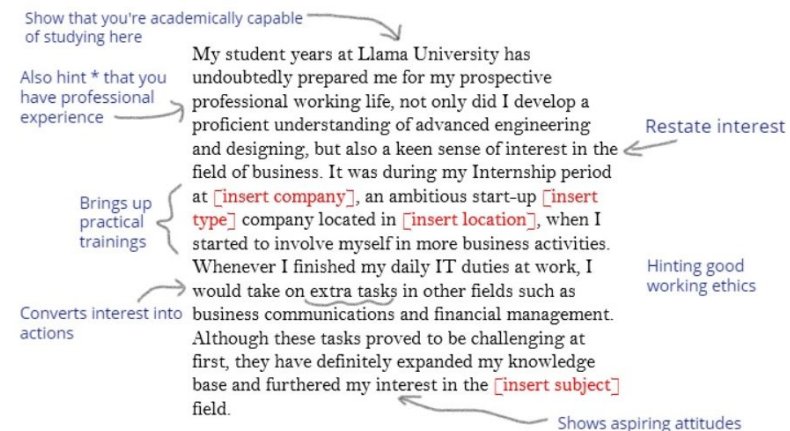 Show that you're academically capable
of studying here
My student years at Llama University has
undoubtedly prepared me for my prospective
professional working life, not only did I develop a
proficient understanding of advanced engineering
and designing, but also a keen sense of interest in the
field of business. It was during my Internship period
at [insert company], an ambitious start-up [insert
type] company located in [insert location], when I
started to involve myself in more business activities.
Whenever I finished my daily IT duties at work, I
would take on extra tasks in other fields such as
business communications and financial management.
Although these tasks proved to be challenging at
first, they have definitely expanded my knowledge
base and furthered my interest in the [insert subject]
field.
Also hint * that you
have professional
experience
Restate interest
Brings up
practical
trainings
Hinting good
working ethics
Converts interest into
actions
Shows aspiring attitudes